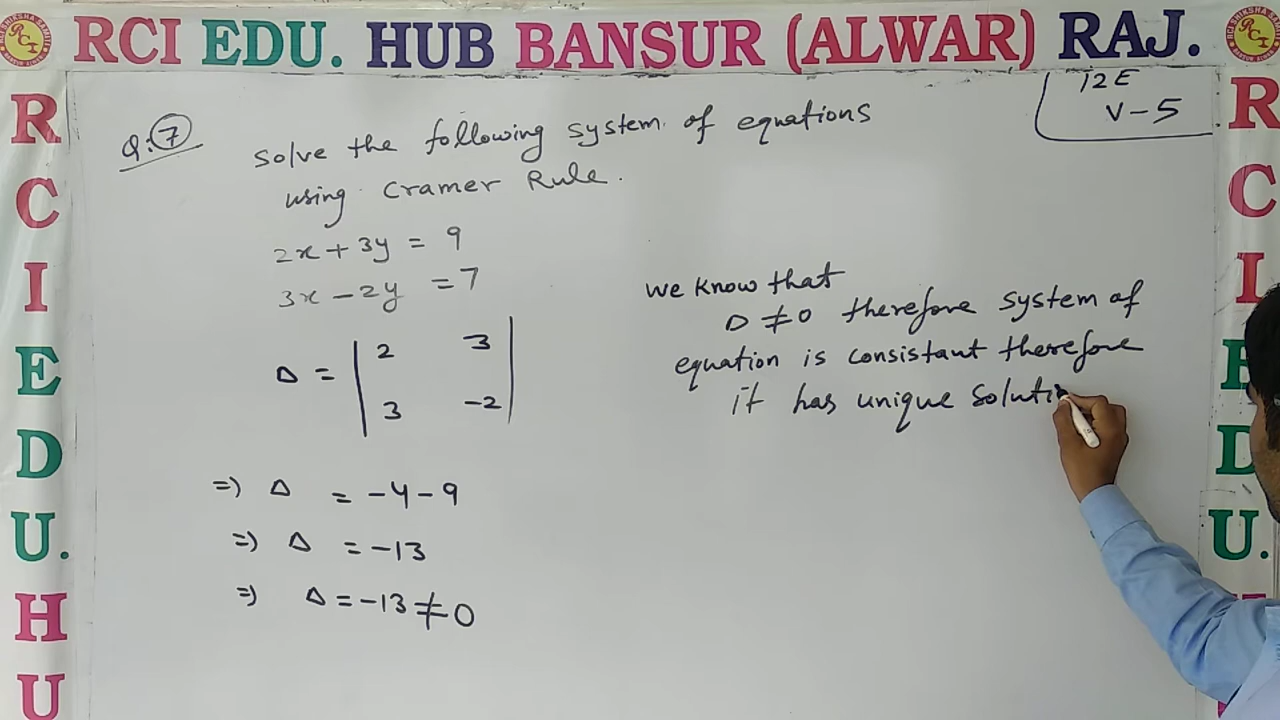 RCI EDU. HUB BANSUR (ALWAR) RAJ.
12E
V-5
Q.7
Solve the following system of equations
using Cramer Rule.
2x + 3y = 9
3x - 2y = 7
Δ = | 2 3
3 -2 |
=) Δ = -4-9
=) Δ = -13
=) Δ = -13 ≠ 0
we know that
Δ ≠ 0 therefore system of
equation is consistant therefore
it has unique soluti
R
C
I
E
D
U.
H
U
R
C
I
E
D
U.